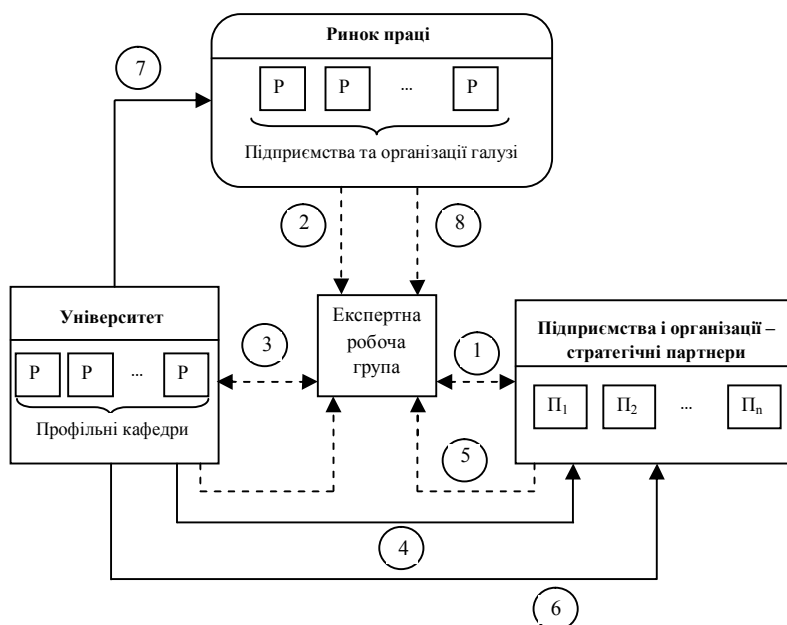 Ринок праці
7
Р Р ... Р
Підприємства та організації галузі
2
8
Університет
Експертна
робоча
група
Підприємства і організації –
стратегічні партнери
3
1
Р Р ... Р
П₁ П₂ ... Пₙ
Профільні кафедри
5
4
6